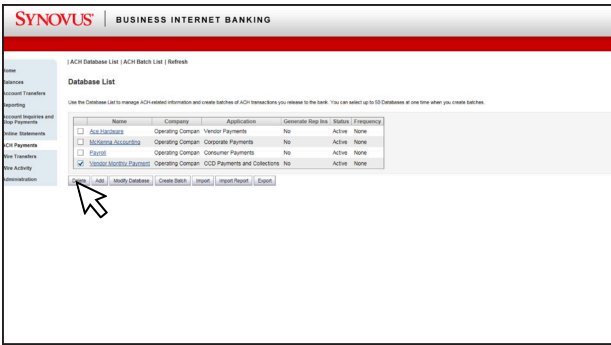 SYNOVUS® BUSINESS INTERNET BANKING
| ACH Database List | ACH Batch List | Refresh
Home
Balances
Account Transfers
Reporting
Account Inquiries and
Stop Payments
Online Statements
ACH Payments
Wire Transfers
Wire Activity
Administration
Database List
Use the Database List to manage ACH-related information and create batches of ACH transactions you release to the bank. You can select up to 50 Databases at one time when you create batches.
Name Company Application Generate Rep Ins Status Frequency
Ace Hardware Operating Compan Vendor Payments No Active None
McKenna Accounting Operating Compan Corporate Payments No Active None
Payroll Operating Compan Consumer Payments No Active None
Vendor Monthly Payment Operating Compan CCD Payments and Collections No Active None
Delete Add Modify Database Create Batch Import Import Report Export